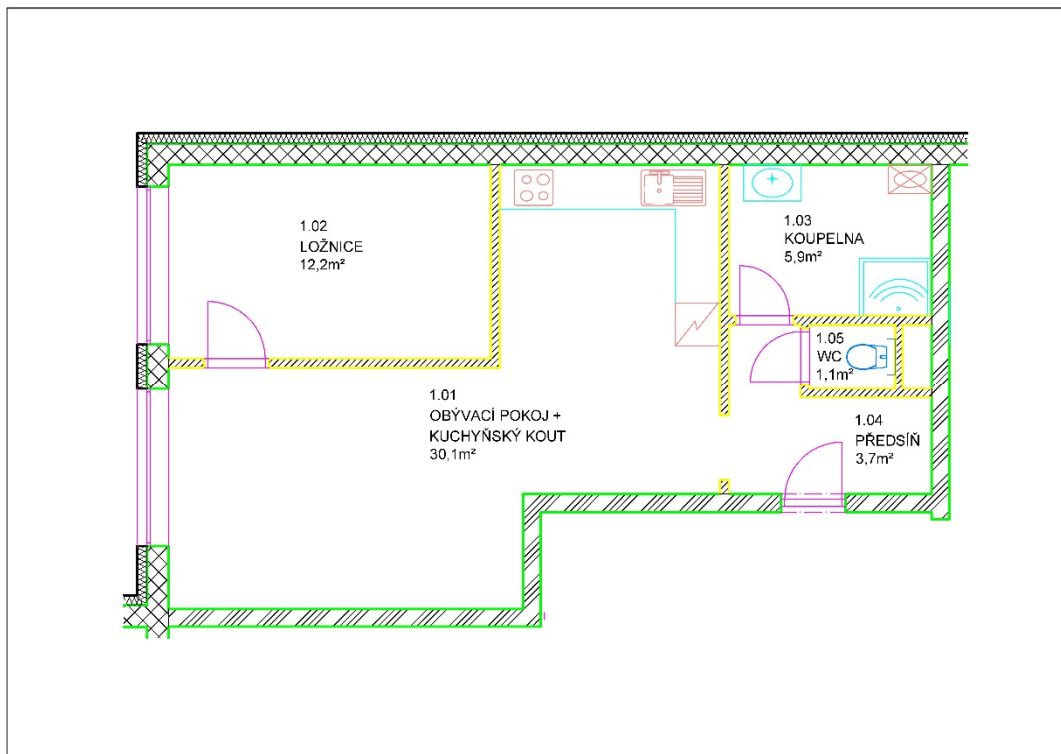 1.02
LOŽNICE
12,2m²
1.03
KOUPELNA
5,9m²
1.05
WC
1,1m²
1.01
OBÝVACÍ POKOJ +
KUCHYŇSKÝ KOUT
30,1m²
1.04
PŘEDSÍŇ
3,7m²